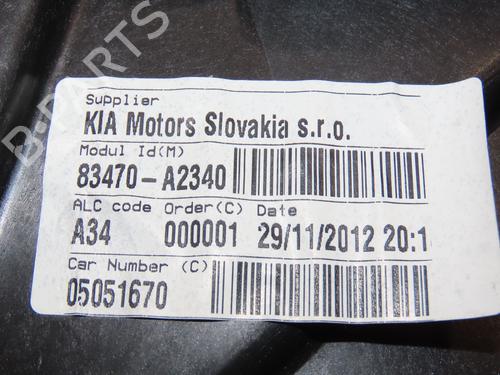 Supplier
KIA Motors Slovakia s.r.o.
Modul Id(M)
83470-A2340
ALC code Order(C) Date
A34 000001 29/11/2012 20:1
Car Number (C)
05051670
B-PARTS